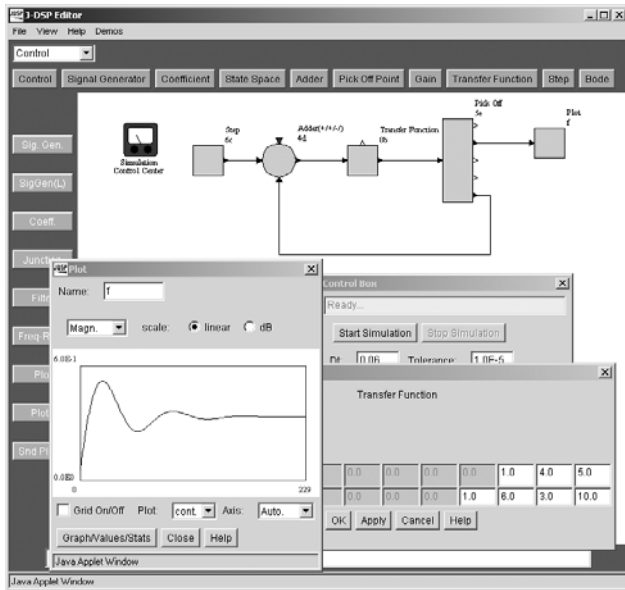 J-DSP Editor
File View Help Demos
Control
Control Signal Generator Coefficient State Space Adder Pick Off Point Gain Transfer Function Step Bode
Sig. Gen.
SigGen(L)
Coeff.
Junction
Filte
Freq-R
Plo
Plot
Snd Pl
Simulation
Control Center
Step
6c
Adder(+/+/-/)
4d
Transfer Function
0b
Pick Off
5e
Plot
f
Plot
Name: f
Magn. scale: linear dB
6.0E-1
0.0E0
0 229
Grid On/Off Plot: cont. Axis: Auto.
Graph/Values/Stats Close Help
Java Applet Window
Control Box
Ready...
Start Simulation Stop Simulation
Dt 0.06 Tolerance: 1.0E-5
Transfer Function
0.0 0.0 0.0 0.0 1.0 4.0 5.0
0.0 0.0 0.0 1.0 6.0 3.0 10.0
OK Apply Cancel Help
Java Applet Window